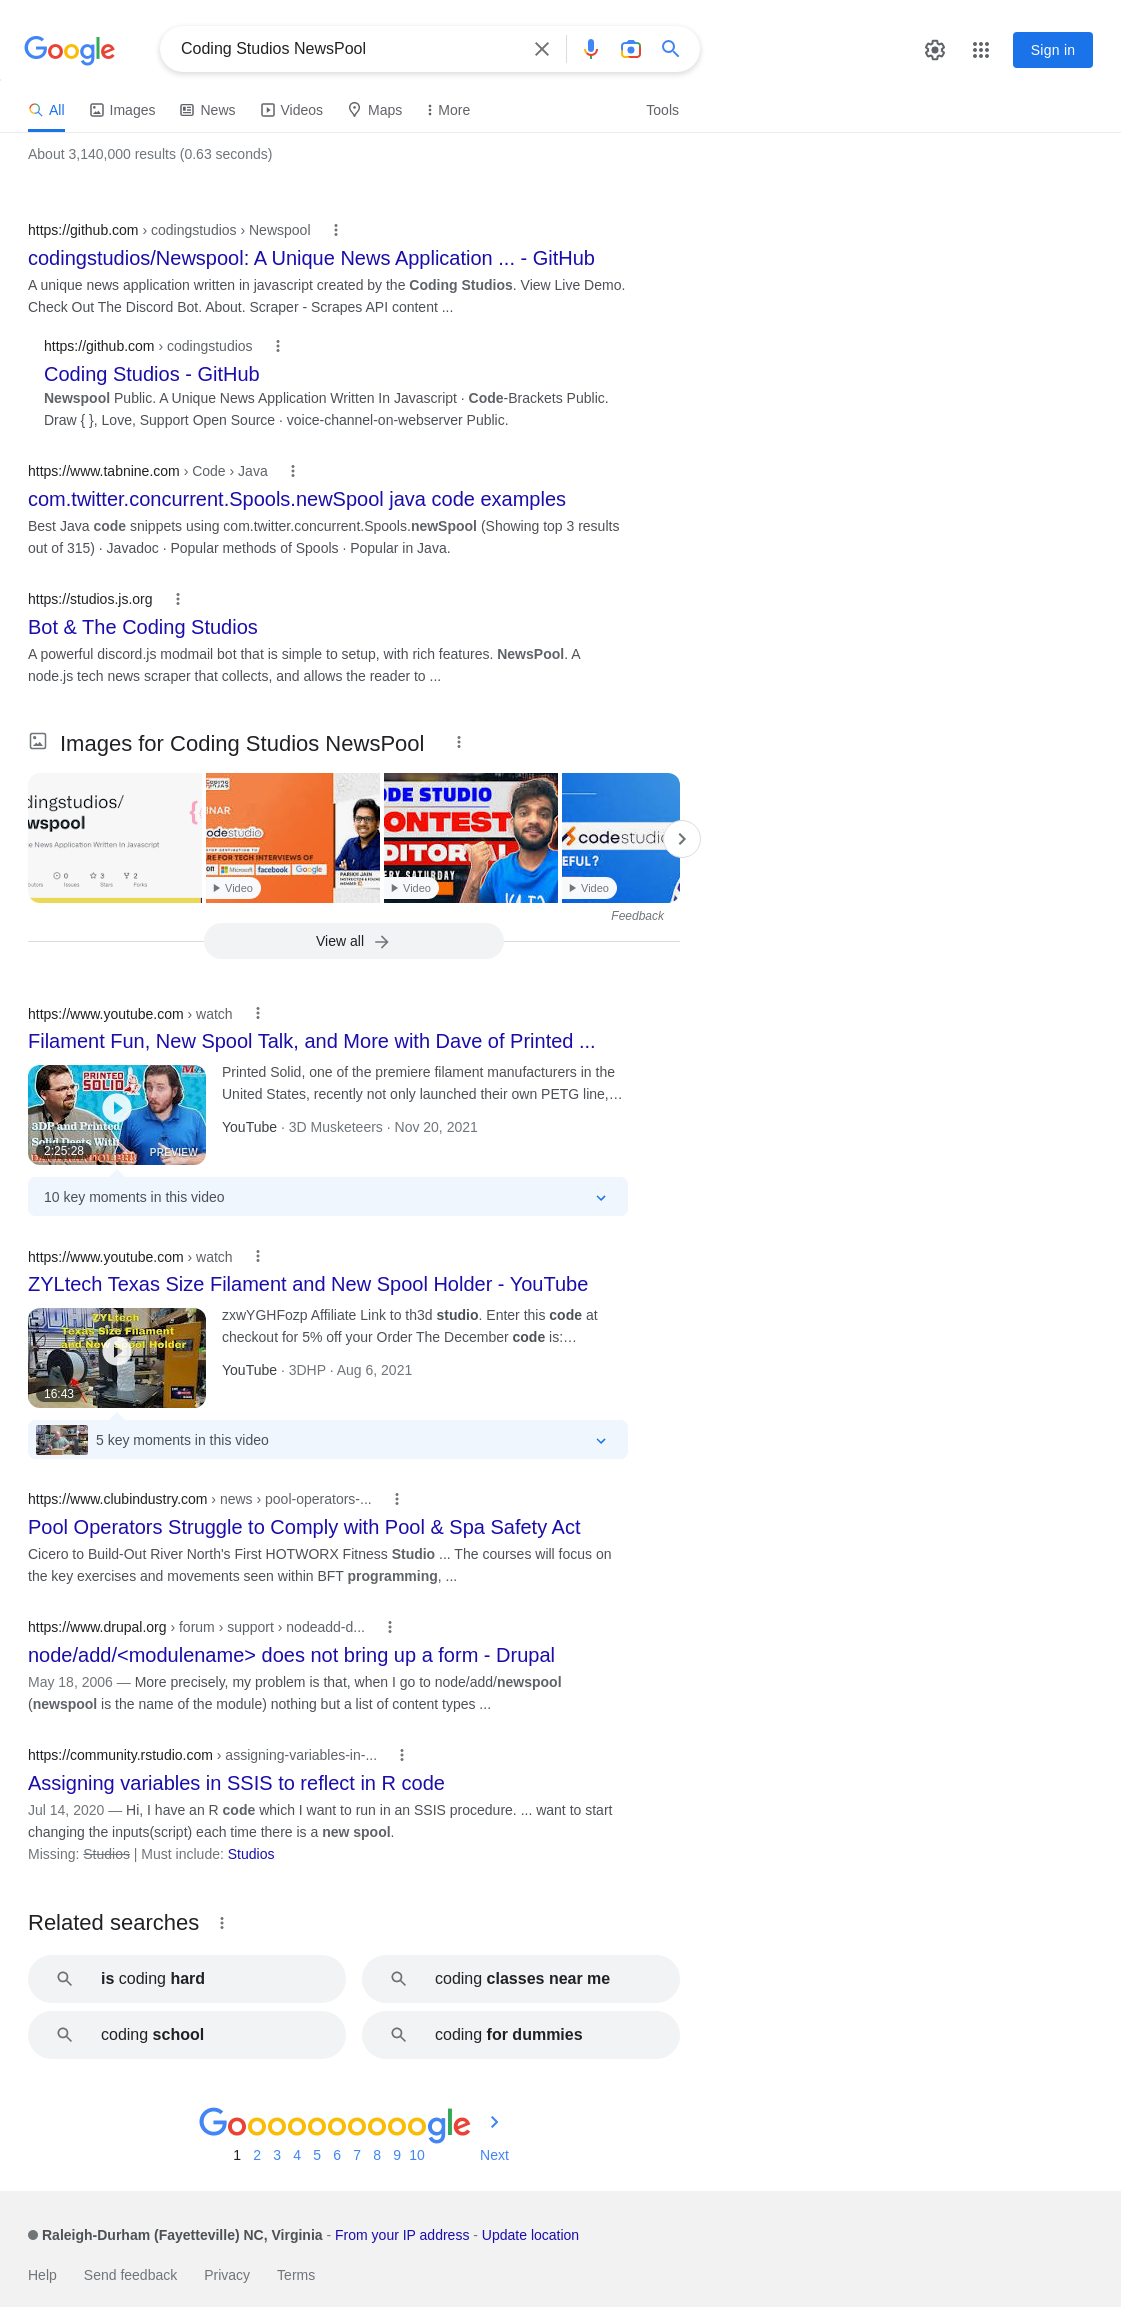 Google
Coding Studios NewsPool
Sign in
All
Images
News
Videos
Maps
More
Tools
About 3,140,000 results (0.63 seconds)
https://github.com › codingstudios › Newspool
codingstudios/Newspool: A Unique News Application ... - GitHub
A unique news application written in javascript created by the Coding Studios. View Live Demo.
Check Out The Discord Bot. About. Scraper - Scrapes API content ...
https://github.com › codingstudios
Coding Studios - GitHub
Newspool Public. A Unique News Application Written In Javascript · Code-Brackets Public.
Draw { }, Love, Support Open Source · voice-channel-on-webserver Public.
https://www.tabnine.com › Code › Java
com.twitter.concurrent.Spools.newSpool java code examples
Best Java code snippets using com.twitter.concurrent.Spools.newSpool (Showing top 3 results
out of 315) · Javadoc · Popular methods of Spools · Popular in Java.
https://studios.js.org
Bot & The Coding Studios
A powerful discord.js modmail bot that is simple to setup, with rich features. NewsPool. A
node.js tech news scraper that collects, and allows the reader to ...
Images for Coding Studios NewsPool
dingstudios/
wspool
e News Application Written In Javascript
0
Issues
3
Stars
2
Forks
CODING
NINJAS
INAR
codestudio
RE FOR TECH INTERVIEWS OF
Microsoft
facebook
Google
PARIKH JAIN
Video
ODE STUDIO
CONTEST
EDITORIAL
ERY SATURDAY
Video
codestudio
EFUL?
Video
Feedback
View all
https://www.youtube.com › watch
Filament Fun, New Spool Talk, and More with Dave of Printed ...
PRINTED
SOLID
3DP and Printed
Solid Deets With
2:25:28
PREVIEW
Printed Solid, one of the premiere filament manufacturers in the
United States, recently not only launched their own PETG line,…
YouTube · 3D Musketeers · Nov 20, 2021
10 key moments in this video
https://www.youtube.com › watch
ZYLtech Texas Size Filament and New Spool Holder - YouTube
ZYLtech
Texas Size Filament
and New Spool Holder
16:43
zxwYGHFozp Affiliate Link to th3d studio. Enter this code at
checkout for 5% off your Order The December code is:…
YouTube · 3DHP · Aug 6, 2021
5 key moments in this video
https://www.clubindustry.com › news › pool-operators-...
Pool Operators Struggle to Comply with Pool & Spa Safety Act
Cicero to Build-Out River North's First HOTWORX Fitness Studio ... The courses will focus on
the key exercises and movements seen within BFT programming, ...
https://www.drupal.org › forum › support › nodeadd-d...
node/add/<modulename> does not bring up a form - Drupal
May 18, 2006 — More precisely, my problem is that, when I go to node/add/newspool
(newspool is the name of the module) nothing but a list of content types ...
https://community.rstudio.com › assigning-variables-in-...
Assigning variables in SSIS to reflect in R code
Jul 14, 2020 — Hi, I have an R code which I want to run in an SSIS procedure. ... want to start
changing the inputs(script) each time there is a new spool.
Missing: Studios | Must include: Studios
Related searches
is coding hard
coding classes near me
coding school
coding for dummies
Goooooooooogle
1 2 3 4 5 6 7 8 9 10 Next
Raleigh-Durham (Fayetteville) NC, Virginia - From your IP address - Update location
Help Send feedback Privacy Terms